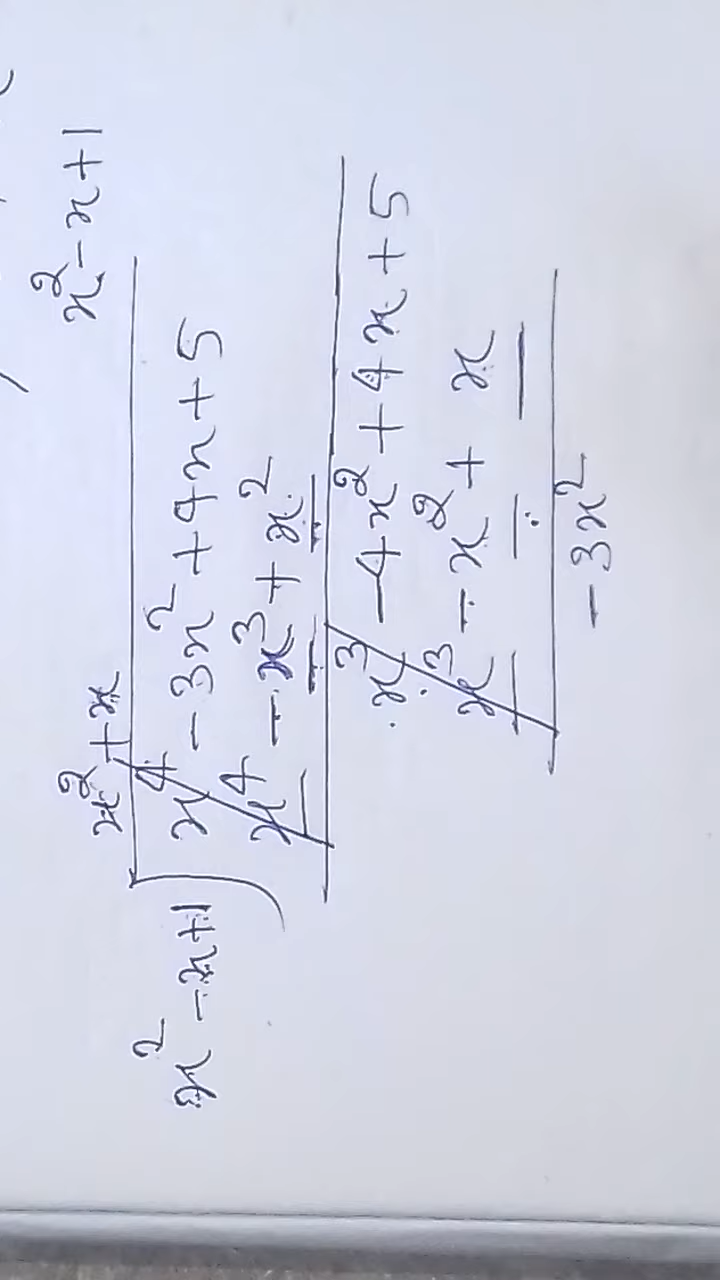 x² - x + 1
x² + x
x² - x + 1 ) x⁴ - 3x² + 4x + 5
x⁴ - x³ + x²
x³ - 4x² + 4x + 5
x³ - x² + x
- 3x²